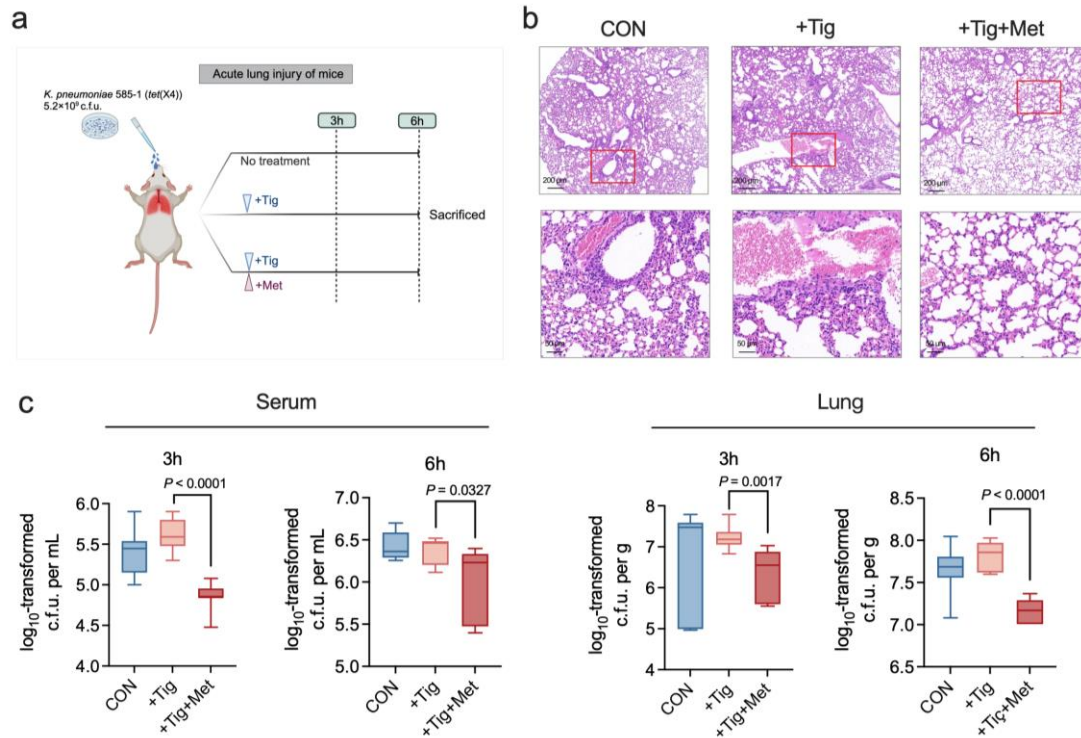 a
Acute lung injury of mice
K. pneumoniae 585-1 (tet(X4))
5.2×10⁹ c.f.u.
3h
6h
No treatment
+Tig
Sacrificed
+Tig
+Met
b
CON
+Tig
+Tig+Met
200 μm
200 μm
200 μm
50 μm
50 μm
50 μm
c
Serum
3h
P < 0.0001
log₁₀-transformed
c.f.u. per mL
6.0
5.5
5.0
4.5
4.0
CON
+Tig
+Tig+Met
6h
P = 0.0327
log₁₀-transformed
c.f.u. per mL
7.0
6.5
6.0
5.5
5.0
CON
+Tig
+Tig+Met
Lung
3h
P = 0.0017
log₁₀-transformed
c.f.u. per g
8
7
6
5
4
CON
+Tig
+Tig+Met
6h
P < 0.0001
log₁₀-transformed
c.f.u. per g
8.5
8.0
7.5
7.0
6.5
CON
+Tig
+Tiç+Met